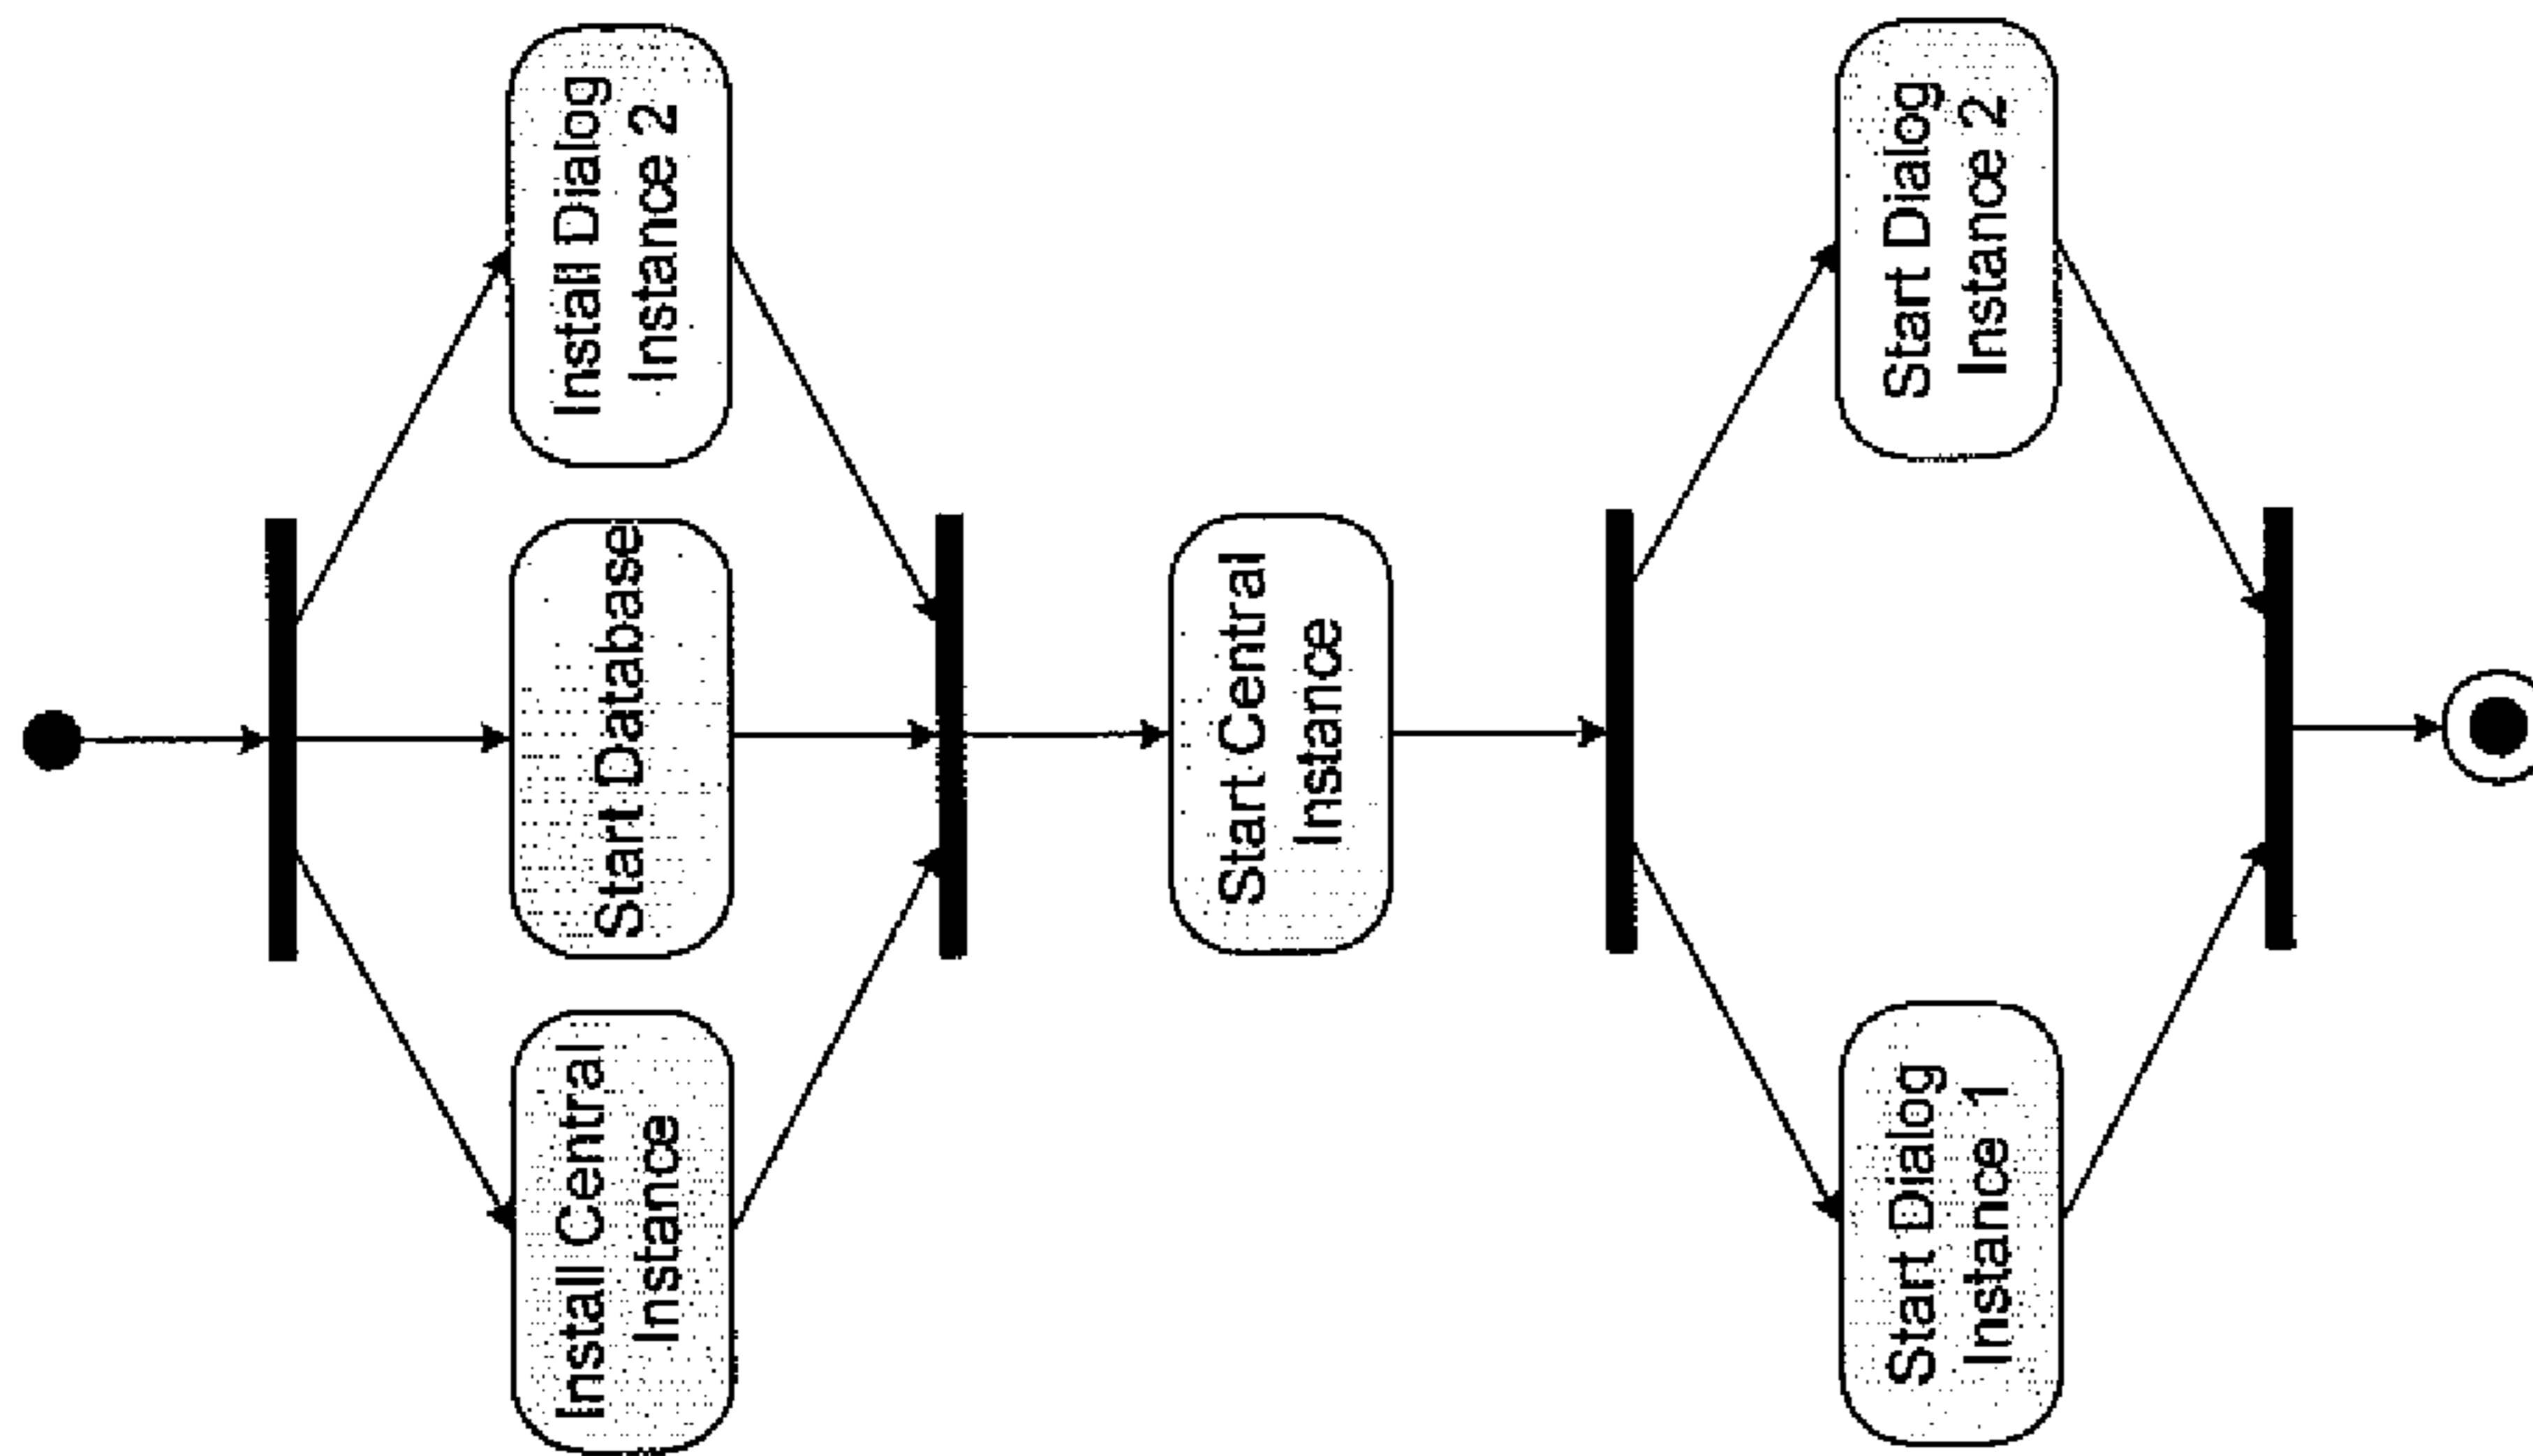 Install Central
Instance
Start Database
Install Dialog
Instance 2
Start Central
Instance
Start Dialog
Instance 1
Start Dialog
Instance 2